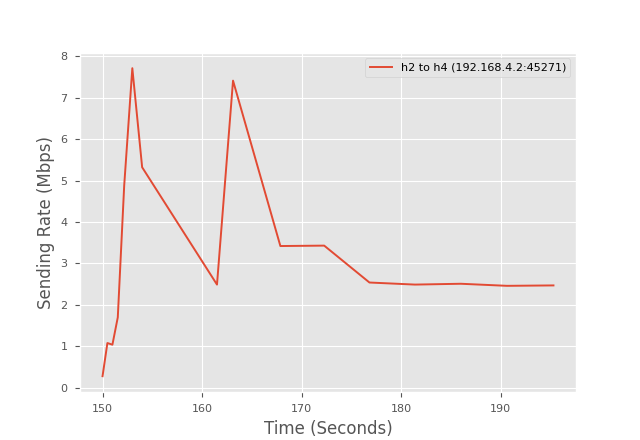 h2 to h4 (192.168.4.2:45271)
Sending Rate (Mbps)
8
7
6
5
4
3
2
1
0
150 160 170 180 190
Time (Seconds)